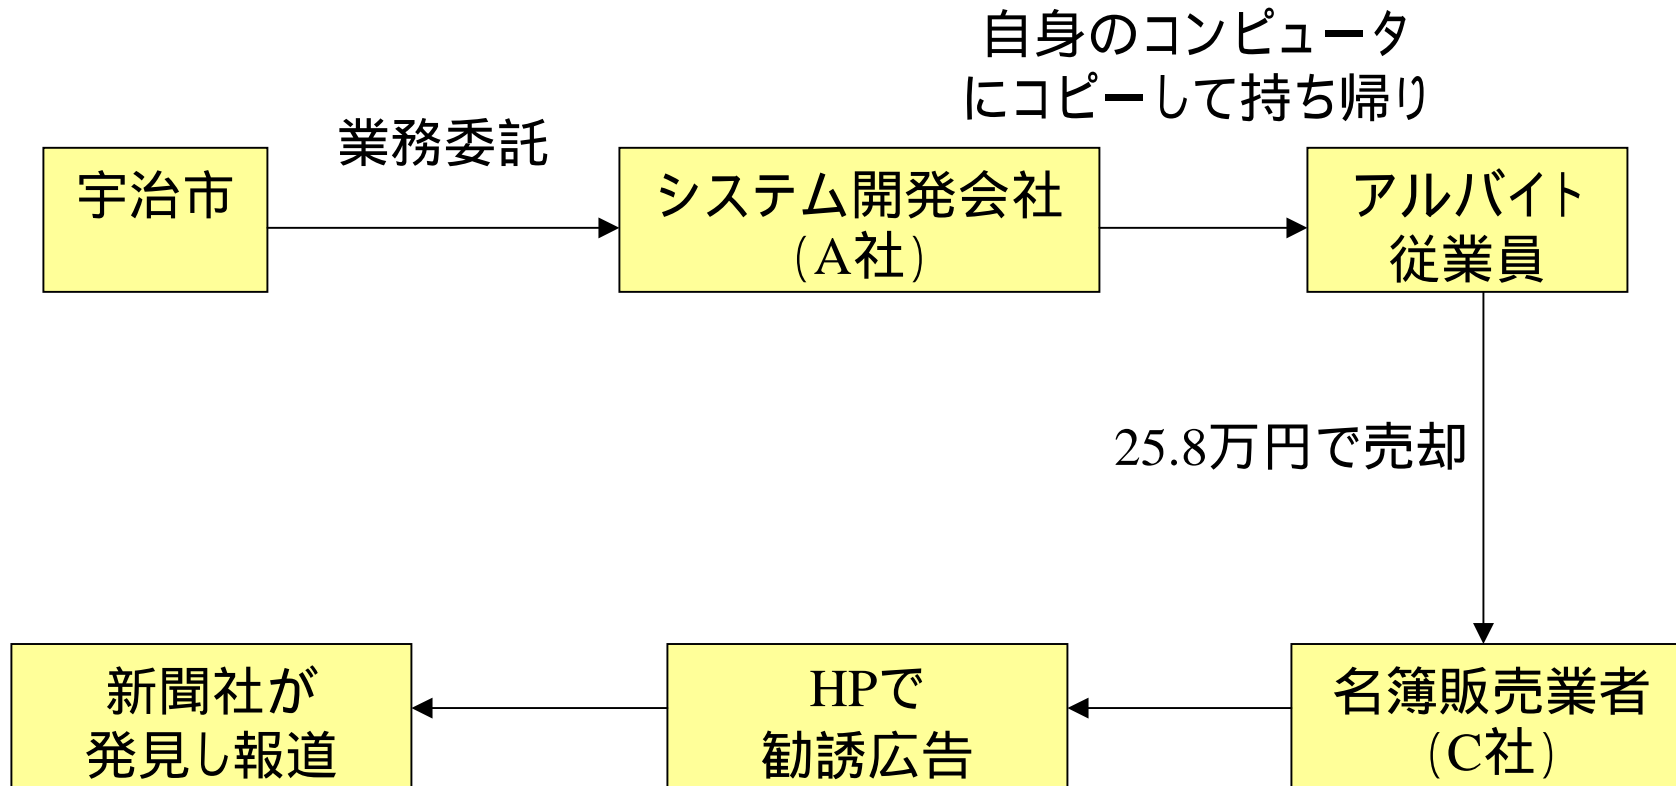 自身のコンピュータ
にコピーして持ち帰り
業務委託
宇治市
システム開発会社
(A社)
アルバイト
従業員
25.8万円で売却
新聞社が
発見し報道
HPで
勧誘広告
名簿販売業者
(C社)